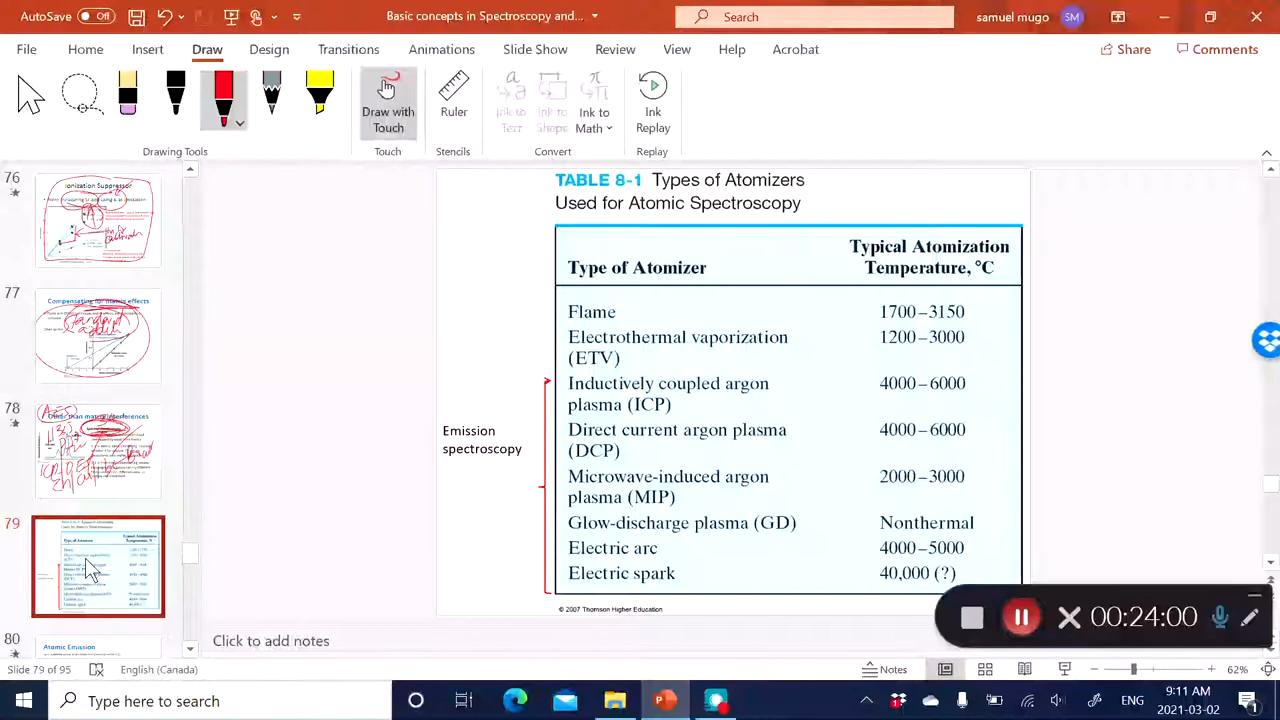 AutoSave Off Search samuel mugo SM
File Home Insert Draw Design Transitions Animations Slide Show Review View Help Acrobat Share Comments
Draw with Touch
Ruler
Ink to Text
Ink to Shape
Ink to Math
Ink Replay
Drawing Tools Touch Stencils Convert Replay
76
Ionization Suppressor
77
Compensating for matrix effects
78
Other than matrix interferences
79
80
Atomic Emission
TABLE 8-1 Types of Atomizers
Used for Atomic Spectroscopy
Type of Atomizer Typical Atomization Temperature, °C
Flame 1700–3150
Electrothermal vaporization (ETV) 1200–3000
Inductively coupled argon plasma (ICP) 4000–6000
Direct current argon plasma (DCP) 4000–6000
Microwave-induced argon plasma (MIP) 2000–3000
Glow-discharge plasma (GD) Nonthermal
Electric arc 4000–5000
Electric spark 40,000 (?)
Emission
spectroscopy
© 2007 Thomson Higher Education
00:24:00
Click to add notes
Slide 79 of 95 English (Canada) Notes 62%
Type here to search
ENG
9:11 AM
2021-03-02
1